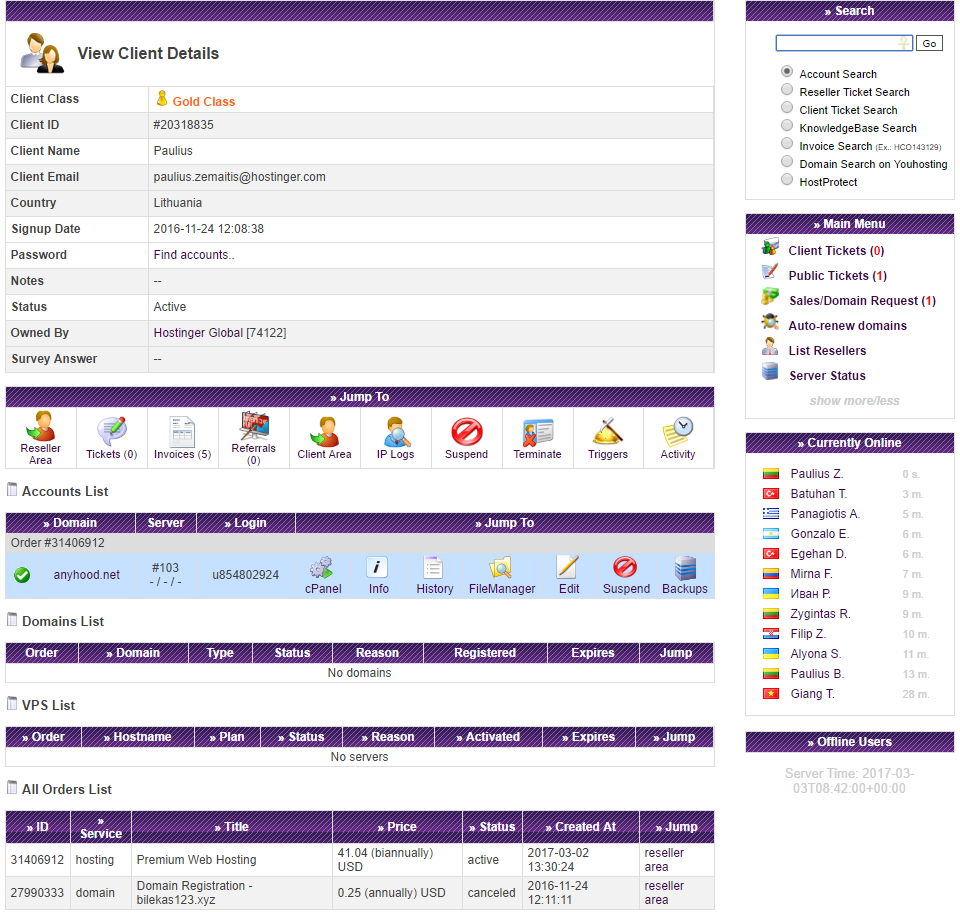 View Client Details
Client Class Gold Class
Client ID #20318835
Client Name Paulius
Client Email paulius.zemaitis@hostinger.com
Country Lithuania
Signup Date 2016-11-24 12:08:38
Password Find accounts..
Notes --
Status Active
Owned By Hostinger Global [74122]
Survey Answer --
» Jump To
Reseller Area Tickets (0) Invoices (5) Referrals (0) Client Area IP Logs Suspend Terminate Triggers Activity
Accounts List
» Domain Server » Login » Jump To
Order #31406912
anyhood.net #103 - / - / - u854802924 cPanel Info History FileManager Edit Suspend Backups
Domains List
Order » Domain Type Status Reason Registered Expires Jump
No domains
VPS List
» Order » Hostname » Plan » Status » Reason » Activated » Expires » Jump
No servers
All Orders List
» ID » Service » Title » Price » Status » Created At » Jump
31406912 hosting Premium Web Hosting 41.04 (biannually) USD active 2017-03-02 13:30:24 reseller area
27990333 domain Domain Registration - bilekas123.xyz 0.25 (annually) USD canceled 2016-11-24 12:11:11 reseller area
» Search
Go
Account Search
Reseller Ticket Search
Client Ticket Search
KnowledgeBase Search
Invoice Search (Ex.: HCO143129)
Domain Search on Youhosting
HostProtect
» Main Menu
Client Tickets (0)
Public Tickets (1)
Sales/Domain Request (1)
Auto-renew domains
List Resellers
Server Status
show more/less
» Currently Online
Paulius Z. 0 s.
Batuhan T. 3 m.
Panagiotis A. 5 m.
Gonzalo E. 6 m.
Egehan D. 6 m.
Mirna F. 7 m.
Иван Р. 9 m.
Zygintas R. 9 m.
Filip Z. 10 m.
Alyona S. 11 m.
Paulius B. 13 m.
Giang T. 28 m.
» Offline Users
Server Time: 2017-03-
03T08:42:00+00:00